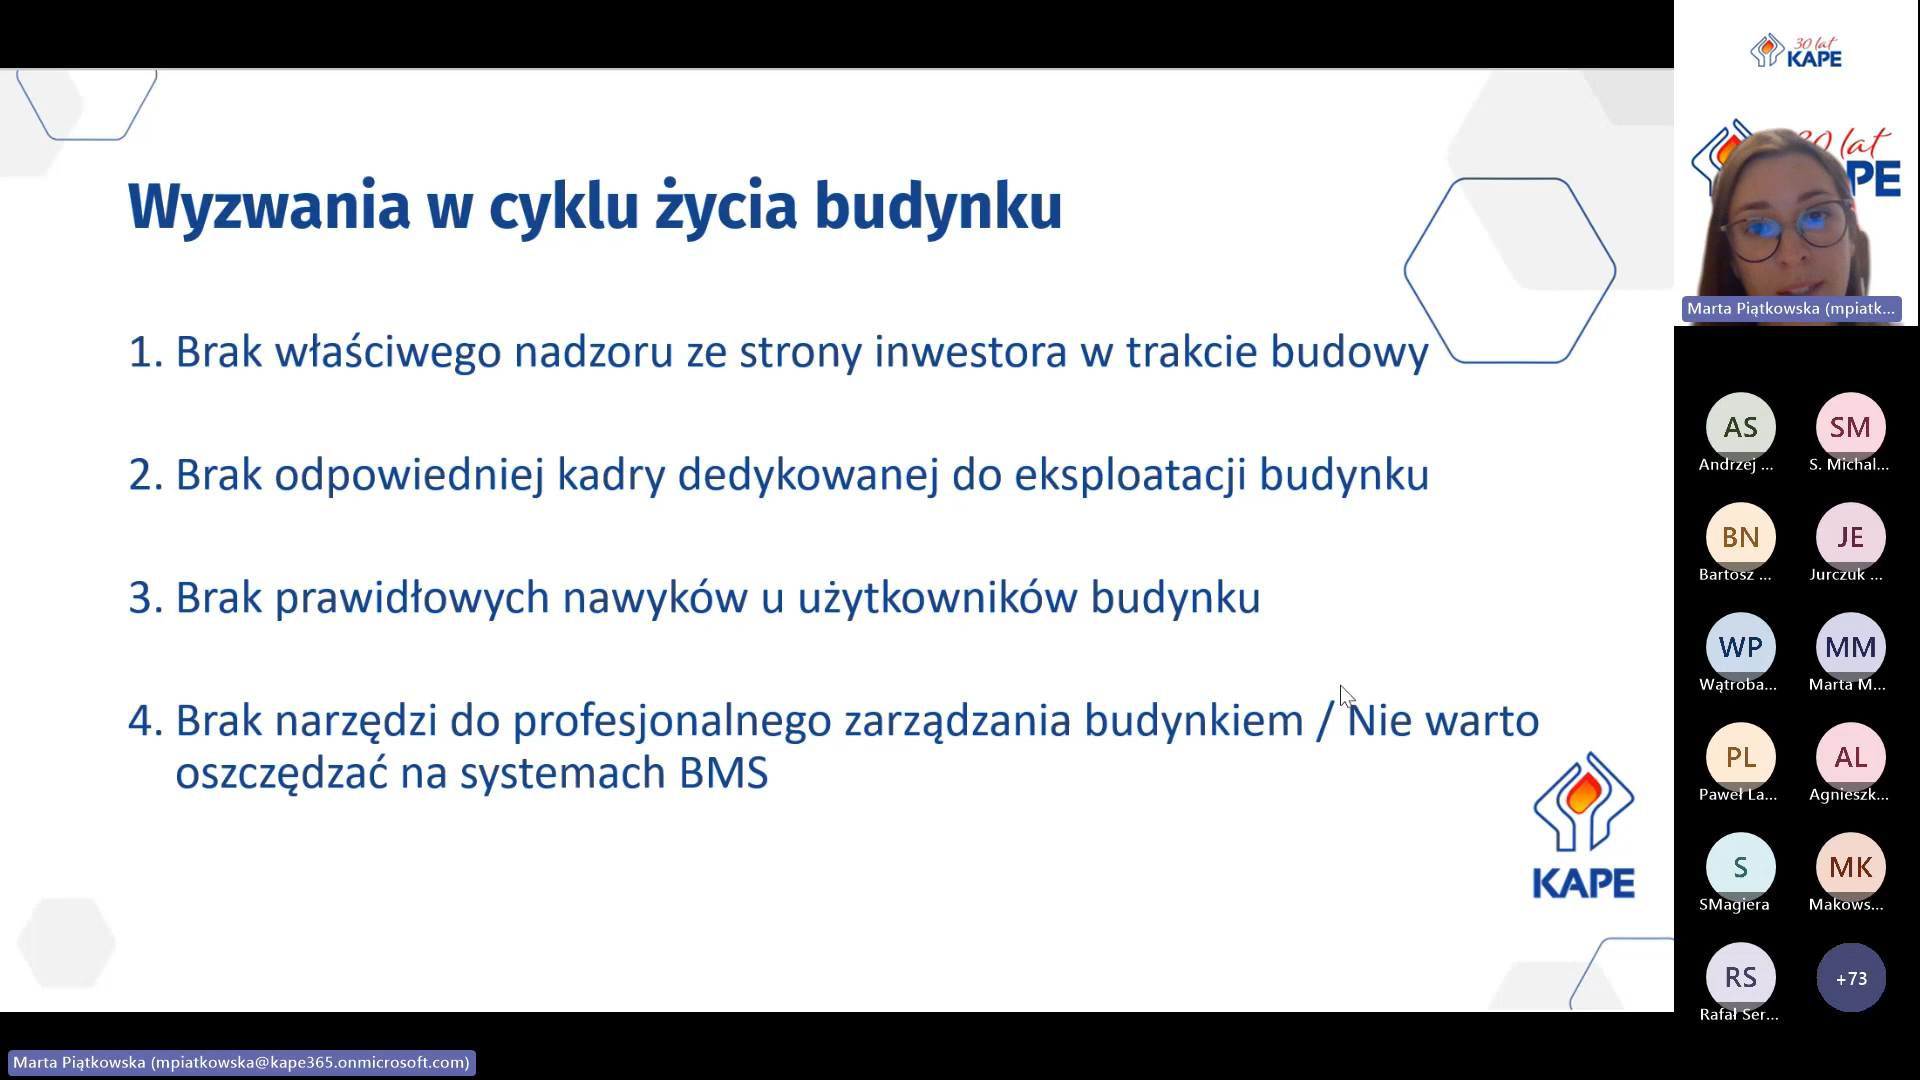 Wyzwania w cyklu życia budynku
1. Brak właściwego nadzoru ze strony inwestora w trakcie budowy
2. Brak odpowiedniej kadry dedykowanej do eksploatacji budynku
3. Brak prawidłowych nawyków u użytkowników budynku
4. Brak narzędzi do profesjonalnego zarządzania budynkiem / Nie warto
oszczędzać na systemach BMS
KAPE
30 lat
KAPE
30 lat
PE
Marta Piątkowska (mpiatk...
AS
Andrzej ...
SM
S. Michal...
BN
Bartosz ...
JE
Jurczuk ...
WP
Wątroba...
MM
Marta M...
PL
Paweł La...
AL
Agnieszk...
S
SMagiera
MK
Makows...
RS
Rafał Ser...
+73
Marta Piątkowska (mpiatkowska@kape365.onmicrosoft.com)